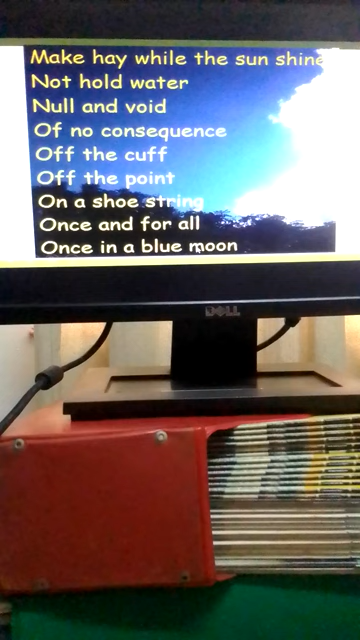 Make hay while the sun shine
Not hold water
Null and void
Of no consequence
Off the cuff
Off the point
On a shoe string
Once and for all
Once in a blue moon
DELL